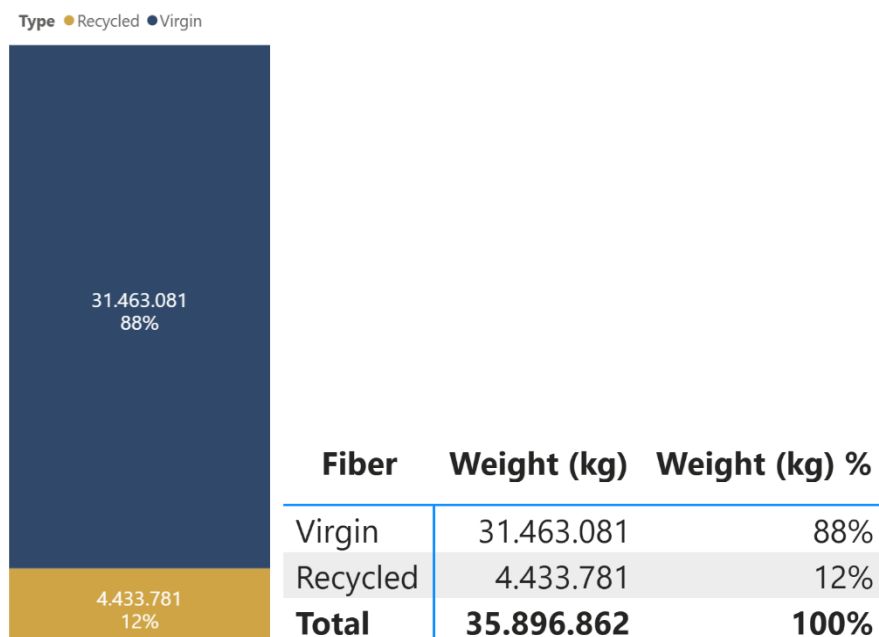 Type Recycled Virgin
31.463.081
88%
4.433.781
12%
Fiber Weight (kg) Weight (kg) %
Virgin 31.463.081 88%
Recycled 4.433.781 12%
Total 35.896.862 100%